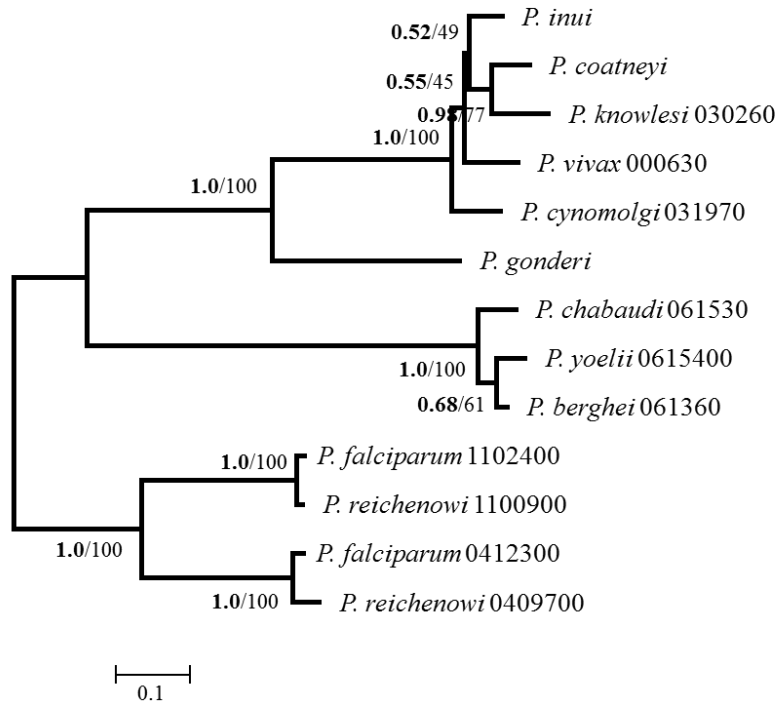 P. inui
0.52/49
P. coatneyi
0.55/45
0.98/77
P. knowlesi 030260
1.0/100
P. vivax 000630
1.0/100
P. cynomolgi 031970
P. gonderi
P. chabaudi 061530
P. yoelii 0615400
1.0/100
0.68/61
P. berghei 061360
P. falciparum 1102400
1.0/100
P. reichenowi 1100900
1.0/100
P. falciparum 0412300
1.0/100
P. reichenowi 0409700
0.1